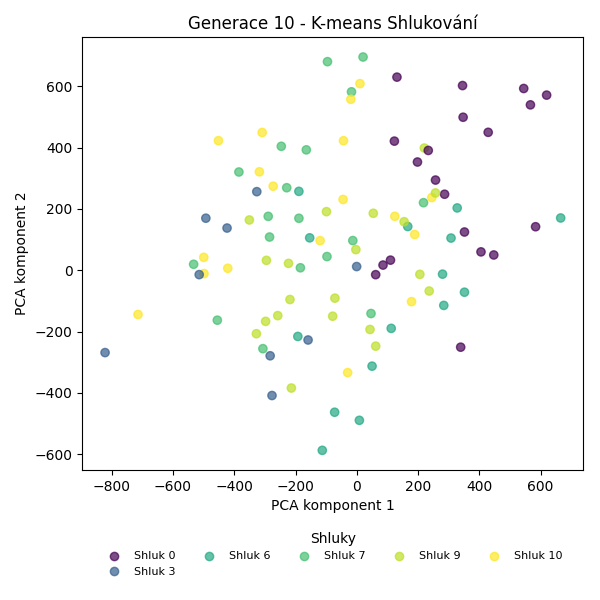 Generace 10 - K-means Shlukování
PCA komponent 2
600
400
200
0
−200
−400
−600
−800
−600
−400
−200
0
200
400
600
PCA komponent 1
Shluky
Shluk 0
Shluk 6
Shluk 7
Shluk 9
Shluk 10
Shluk 3